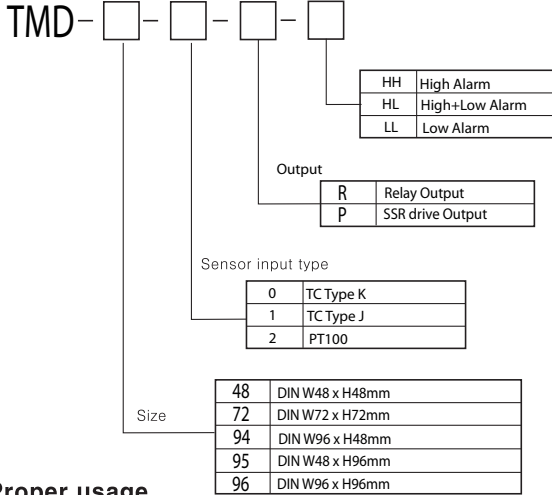 TMD- - - -
HH High Alarm
HL High+Low Alarm
LL Low Alarm
Output
R Relay Output
P SSR drive Output
Sensor input type
0 TC Type K
1 TC Type J
2 PT100
Size
48 DIN W48 x H48mm
72 DIN W72 x H72mm
94 DIN W96 x H48mm
95 DIN W48 x H96mm
96 DIN W96 x H96mm
Proper usage